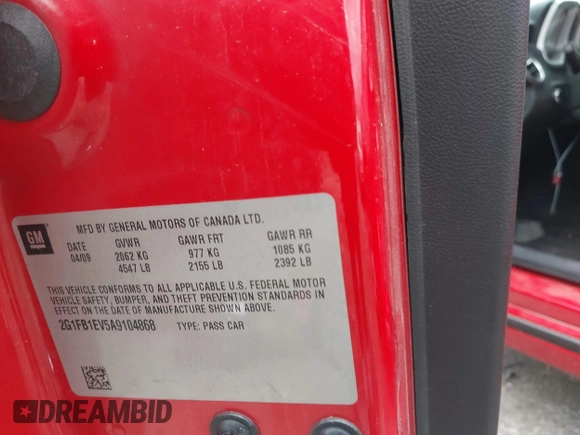 GM
MFD BY GENERAL MOTORS OF CANADA LTD.
DATE GVWR GAWR FRT GAWR RR
04/09 2062 KG 977 KG 1085 KG
4547 LB 2155 LB 2392 LB
THIS VEHICLE CONFORMS TO ALL APPLICABLE U.S. FEDERAL MOTOR
VEHICLE SAFETY, BUMPER, AND THEFT PREVENTION STANDARDS IN
EFFECT ON THE DATE OF MANUFACTURE SHOWN ABOVE.
2G1FB1EV5A9104868 TYPE: PASS CAR
DREAMBID